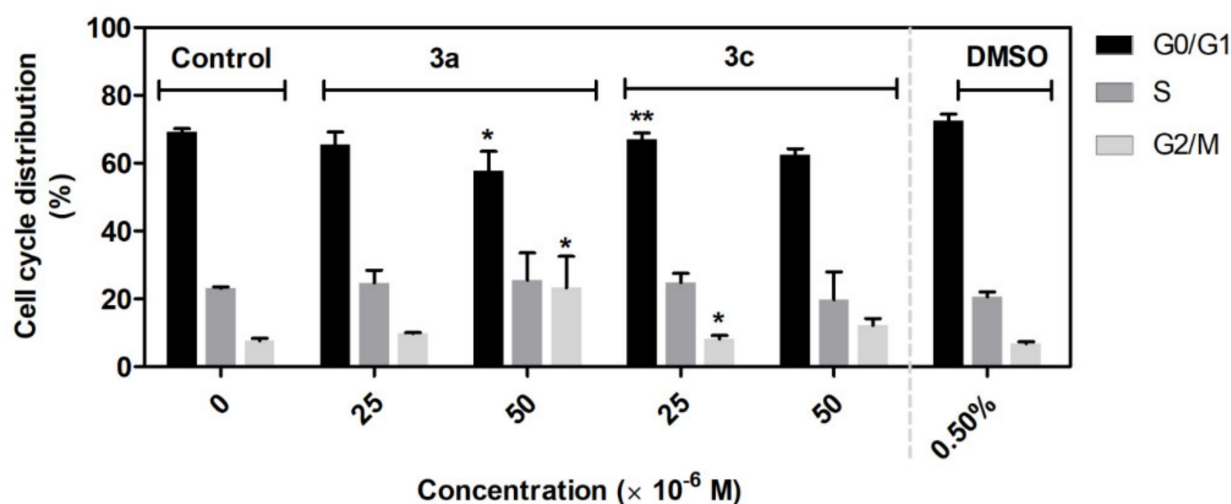 100
80
60
40
20
0
Cell cycle distribution
(%)
Control
3a
3c
DMSO
*
*
**
*
G0/G1
S
G2/M
0
25
50
25
50
0.50%
Concentration (× 10⁻⁶ M)